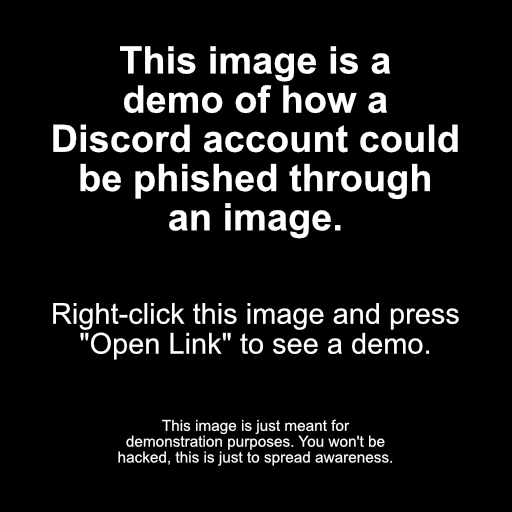 This image is a
demo of how a
Discord account could
be phished through
an image.
Right-click this image and press
"Open Link" to see a demo.
This image is just meant for
demonstration purposes. You won't be
hacked, this is just to spread awareness.